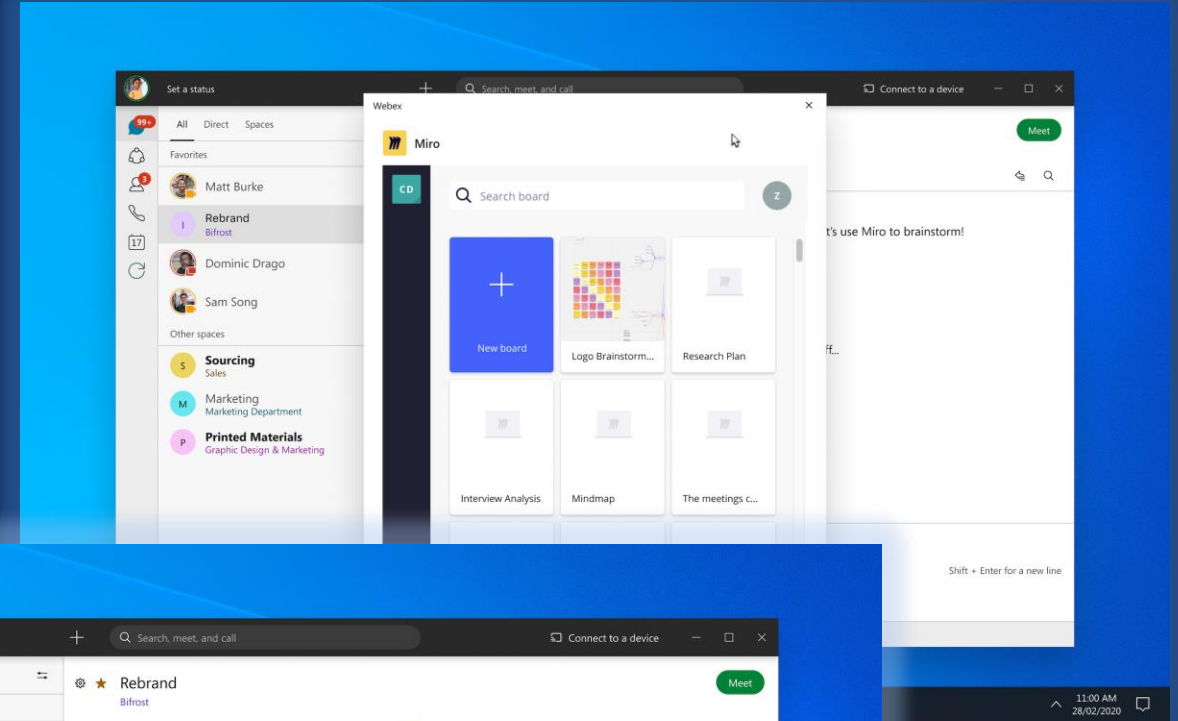 Set a status
Search, meet, and call
Connect to a device
Webex
99+
All Direct Spaces
Meet
Miro
Favorites
3
Matt Burke
CD
Search board
Z
I
Rebrand
Bifrost
17
t's use Miro to brainstorm!
Dominic Drago
Sam Song
Other spaces
New board
Logo Brainstorm...
Research Plan
ff...
S
Sourcing
Sales
M
Marketing
Marketing Department
P
Printed Materials
Graphic Design & Marketing
Interview Analysis
Mindmap
The meetings c...
Shift + Enter for a new line
Search, meet, and call
Connect to a device
Rebrand
Bifrost
Meet
11:00 AM
28/02/2020